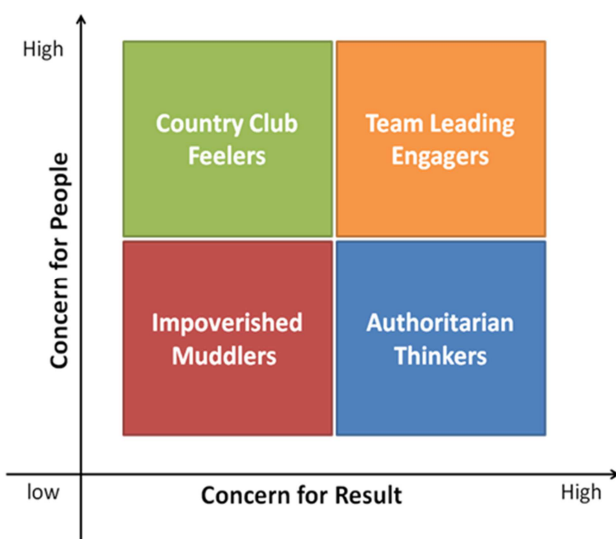 High
Concern for People
Country Club
Feelers
Team Leading
Engagers
Impoverished
Muddlers
Authoritarian
Thinkers
low
Concern for Result
High